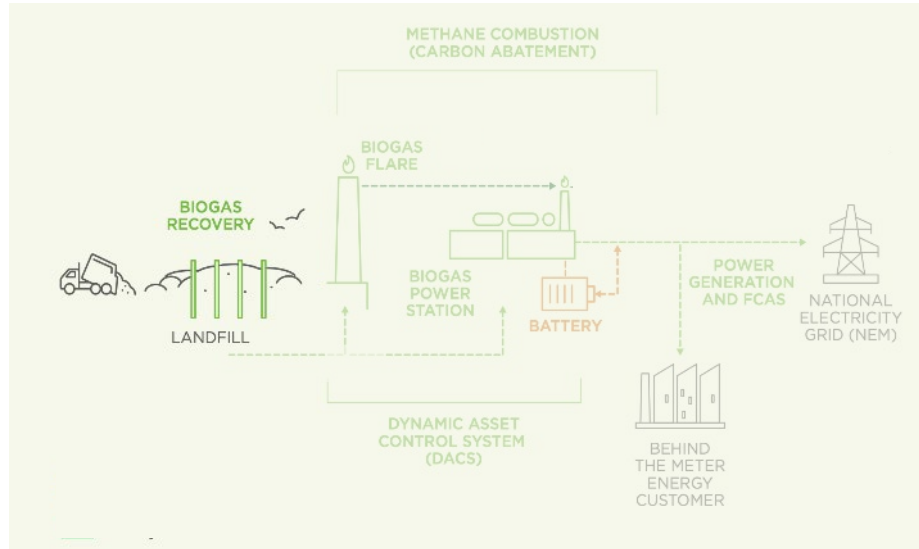 METHANE COMBUSTION
(CARBON ABATEMENT)
BIOGAS
FLARE
BIOGAS
RECOVERY
LANDFILL
BIOGAS
POWER
STATION
BATTERY
POWER
GENERATION
AND FCAS
NATIONAL
ELECTRICITY
GRID (NEM)
DYNAMIC ASSET
CONTROL SYSTEM
(DACS)
BEHIND
THE METER
ENERGY
CUSTOMER